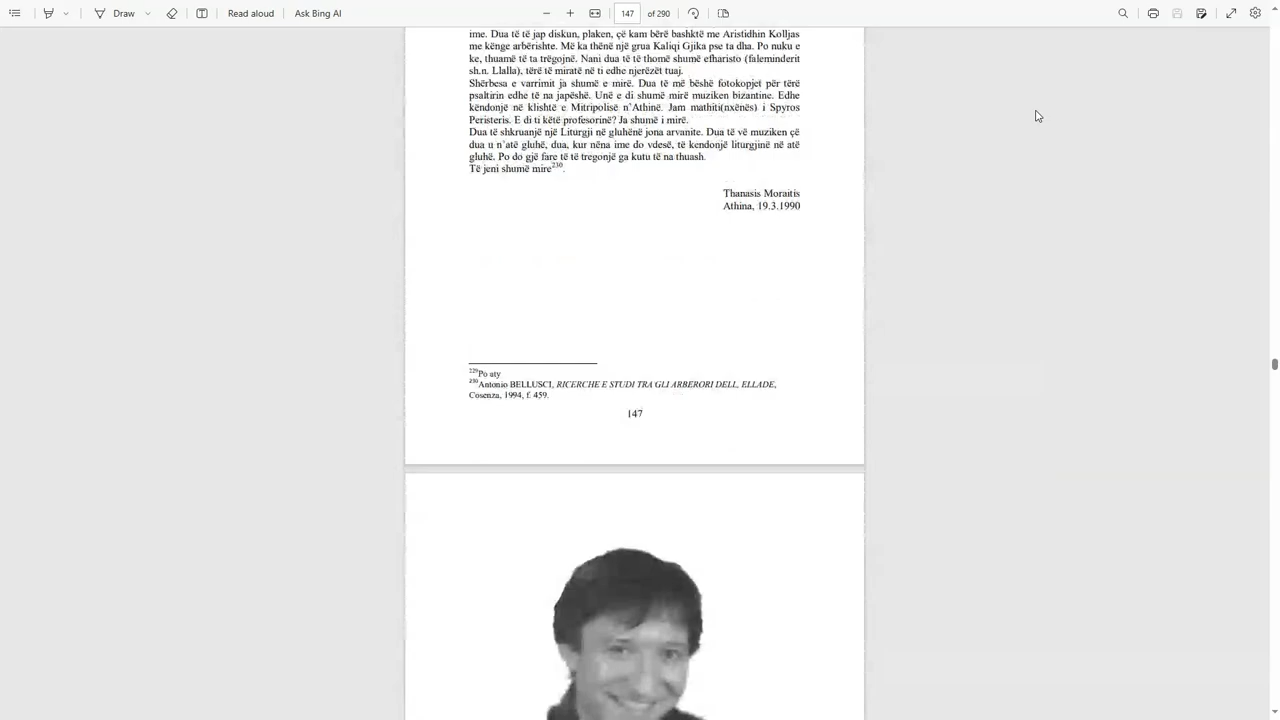 Draw
Read aloud
Ask Bing AI
147 of 290
ime. Dua të të jap diskun, plaken, çë kam bërë bashktë me Aristidhin Kolljas
me kënge arbërishte. Më ka thënë një grua Kaliqi Gjika pse ta dha. Po nuku e
ke, thuamë të ta trëgojnë. Nani dua të të thomë shumë efharisto (faleminderit
sh.n. Llalla), tërë të miratë në ti edhe njerëzët tuaj.
Shërbesa e varrimit ja shumë e mirë. Dua të më bëshë fotokopjet për tërë
psaltirin edhe të na japëshë. Unë e di shumë mirë muziken bizantine. Edhe
këndonjë në klishtë e Mitripolisë n'Athinë. Jam mathiti(nxënës) i Spyros
Peristeris. E di ti këtë profesorinë? Ja shumë i mirë.
Dua të shkruanjë një Liturgji në gluhënë jona arvanite. Dua të vë muziken çë
dua u n'atë gluhë, dua, kur nëna ime do vdesë, të kendonjë liturgjinë në atë
gluhë. Po do gjë fare të të tregonjë ga kutu të na thuash.
Të jeni shumë mire230.
Thanasis Moraitis
Athina, 19.3.1990
229Po aty
230Antonio BELLUSCI, RICERCHE E STUDI TRA GLI ARBERORI DELL, ELLADE,
Cosenza, 1994, f. 459.
147